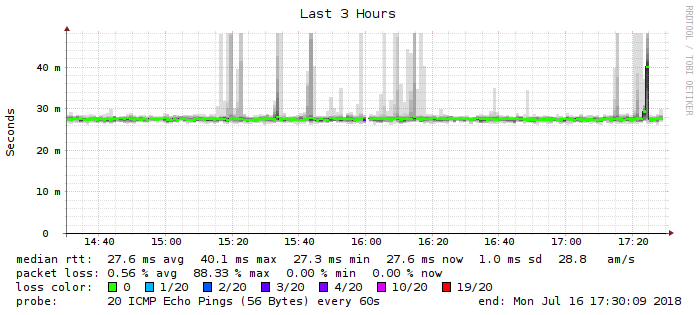 Last 3 Hours
RRDTOOL / TOBI OETIKER
Seconds
40 m
30 m
20 m
10 m
0
14:40 15:00 15:20 15:40 16:00 16:20 16:40 17:00 17:20
median rtt: 27.6 ms avg 40.1 ms max 27.3 ms min 27.6 ms now 1.0 ms sd 28.8 am/s
packet loss: 0.56 % avg 88.33 % max 0.00 % min 0.00 % now
loss color: 0 1/20 2/20 3/20 4/20 10/20 19/20
probe: 20 ICMP Echo Pings (56 Bytes) every 60s end: Mon Jul 16 17:30:09 2018